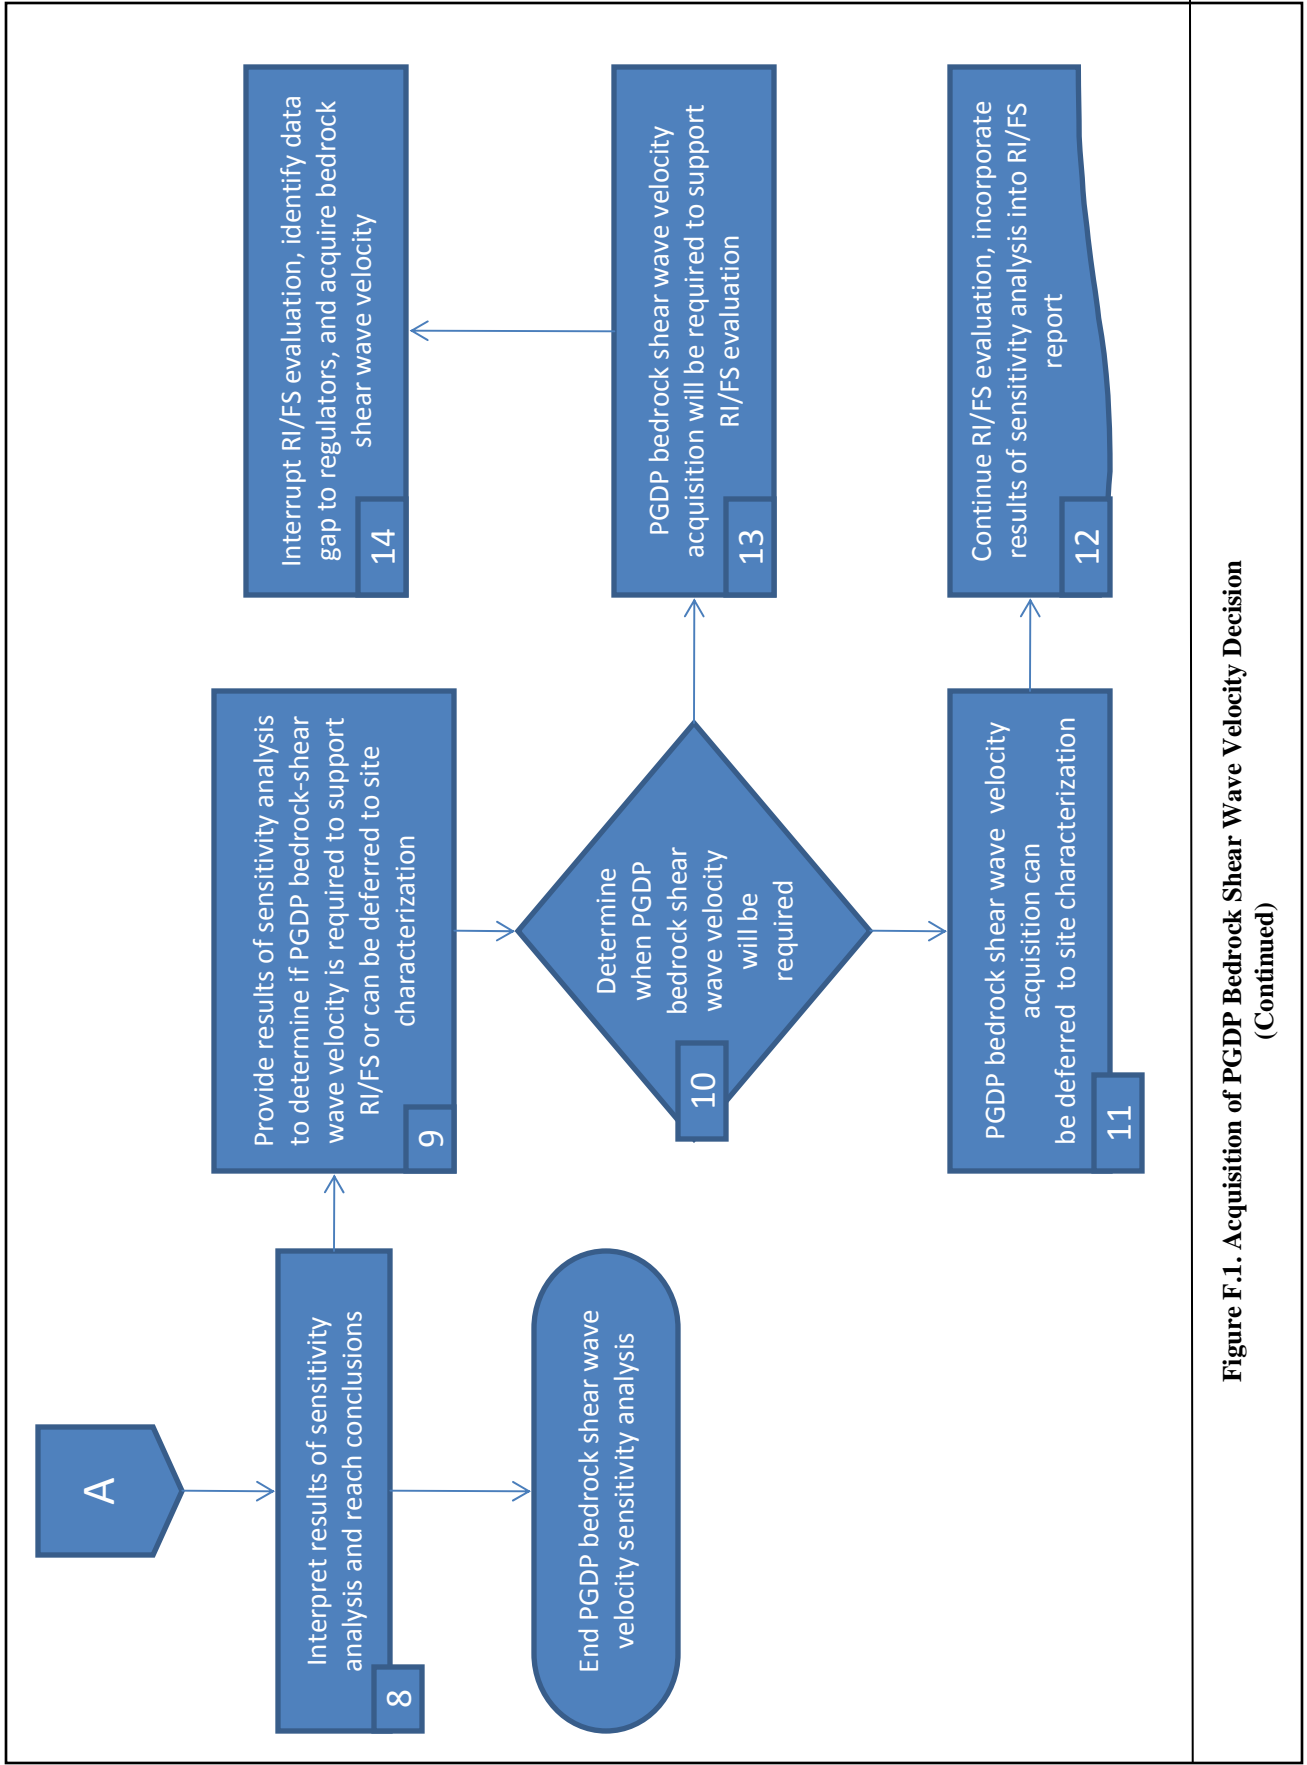 A
Interpret results of sensitivity
analysis and reach conclusions
8
End PGDP bedrock shear wave
velocity sensitivity analysis
Provide results of sensitivity analysis
to determine if PGDP bedrock-shear
wave velocity is required to support
RI/FS or can be deferred to site
characterization
9
Determine
when PGDP
bedrock shear
wave velocity
will be
required
10
PGDP bedrock shear wave velocity
acquisition can
be deferred to site characterization
11
Continue RI/FS evaluation, incorporate
results of sensitivity analysis into RI/FS
report
12
PGDP bedrock shear wave velocity
acquisition will be required to support
RI/FS evaluation
13
Interrupt RI/FS evaluation, identify data
gap to regulators, and acquire bedrock
shear wave velocity
14
Figure F.1. Acquisition of PGDP Bedrock Shear Wave Velocity Decision
(Continued)